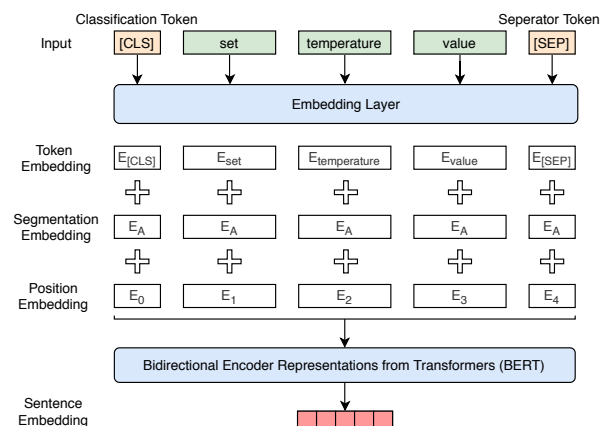 Classification Token
Seperator Token
Input [CLS] set temperature value [SEP]
Embedding Layer
Token
Embedding
E[CLS] Eset Etemperature Evalue E[SEP]
Segmentation
Embedding
EA EA EA EA EA
Position
Embedding
E0 E1 E2 E3 E4
Bidirectional Encoder Representations from Transformers (BERT)
Sentence
Embedding